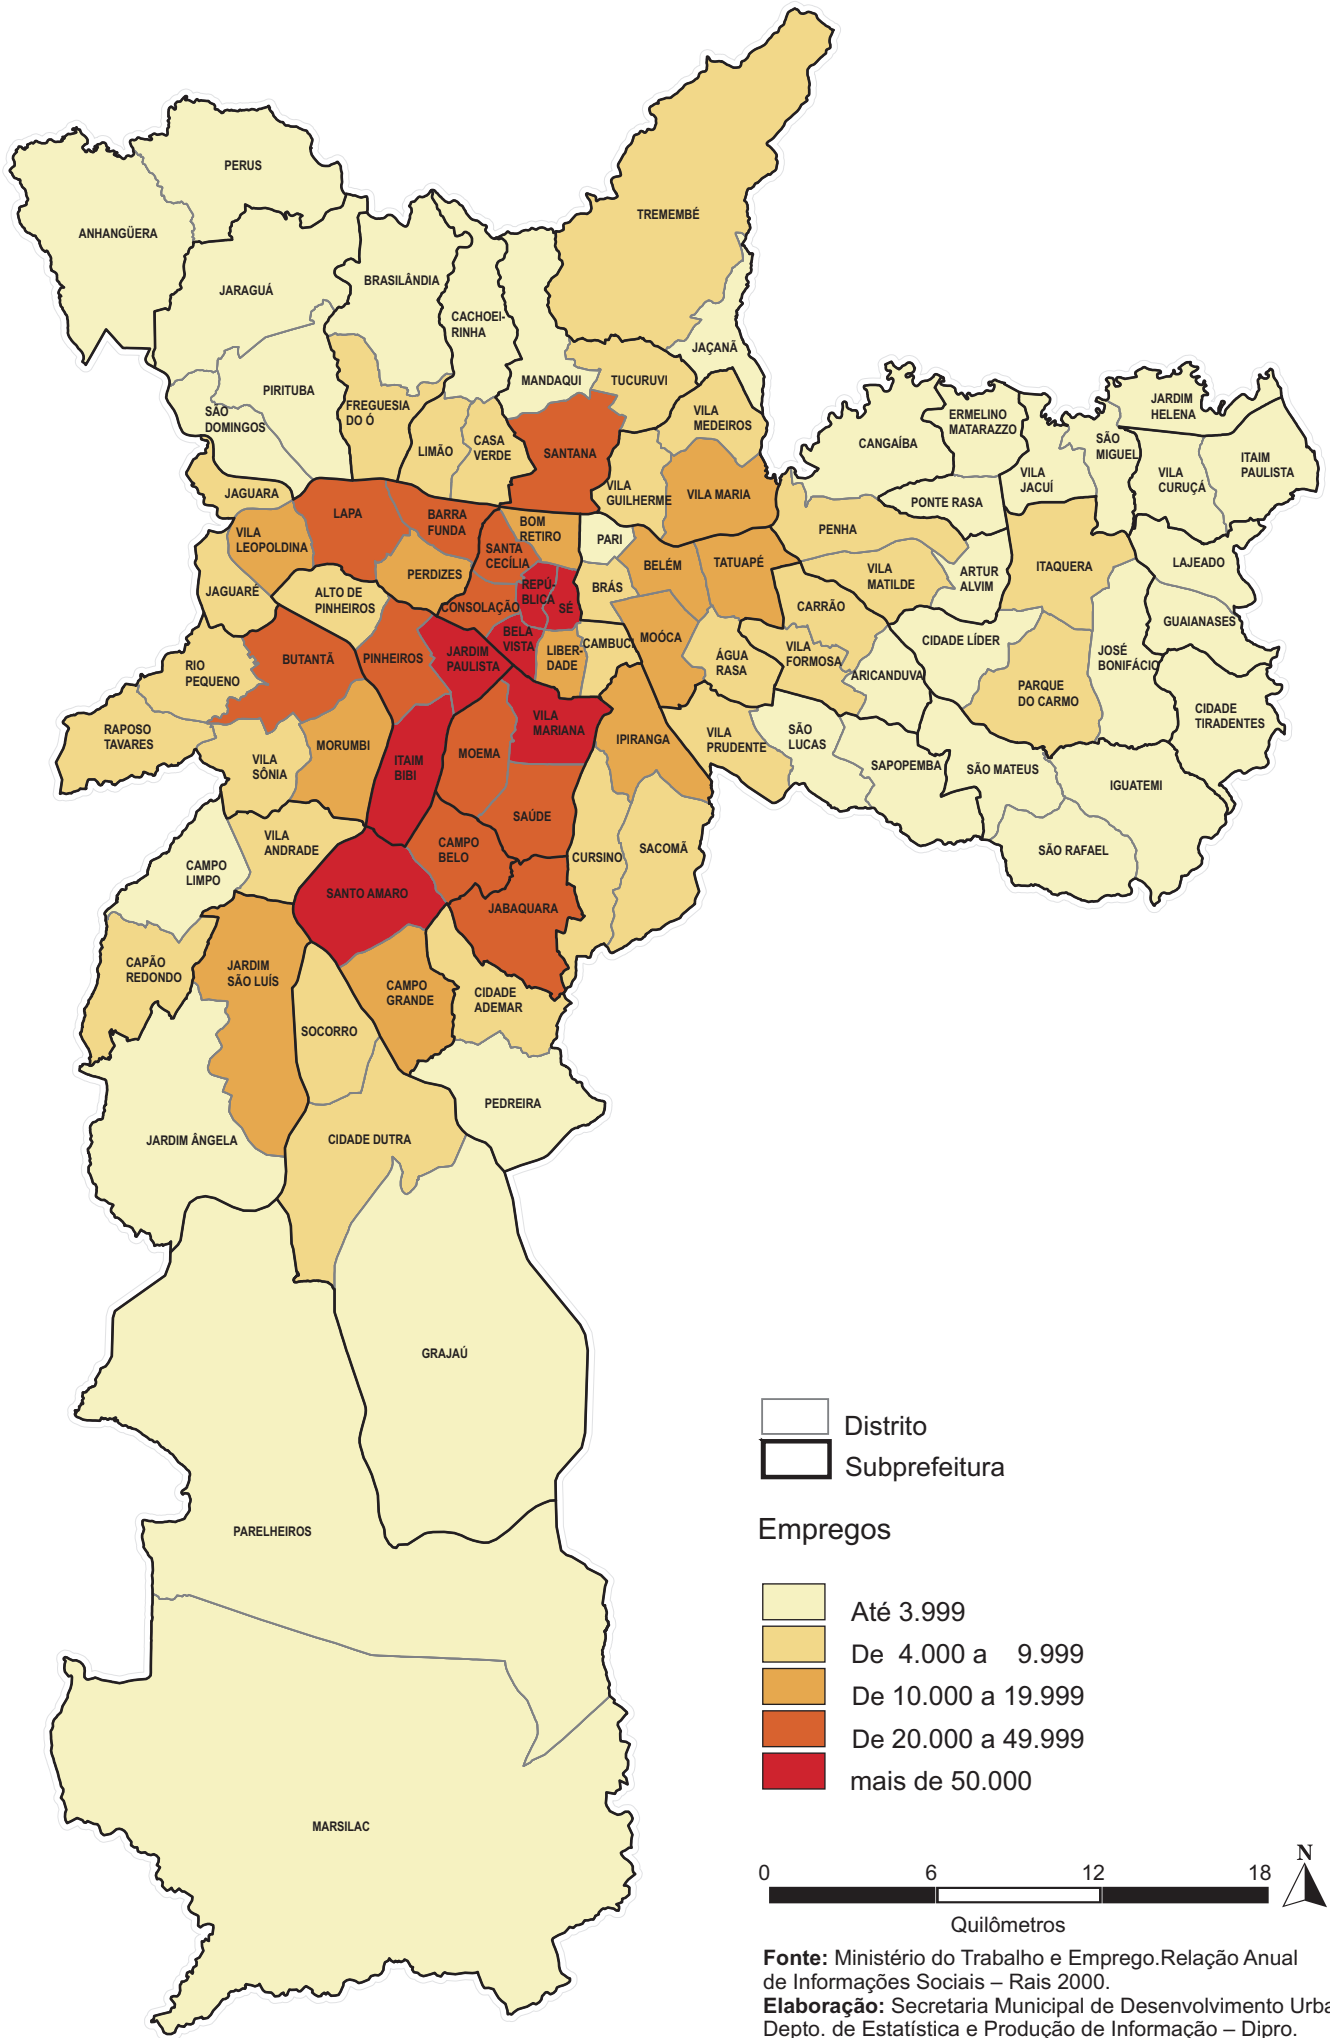 PERUS
ANHANGÜERA
TREMEMBÉ
JARAGUÁ
BRASILÂNDIA
CACHOEI-
RINHA
JAÇANÃ
MANDAQUI
TUCURUVI
PIRITUBA
SÃO
DOMINGOS
FREGUESIA
DO Ó
LIMÃO
CASA
VERDE
SANTANA
VILA
MEDEIROS
VILA
GUILHERME
VILA MARIA
CANGAÍBA
ERMELINO
MATARAZZO
PONTE RASA
VILA
JACUÍ
SÃO
MIGUEL
JARDIM
HELENA
VILA
CURUÇÁ
ITAIM
PAULISTA
JAGUARA
LAPA
BARRA
FUNDA
BOM
RETIRO
PARI
PENHA
VILA
LEOPOLDINA
SANTA
CECÍLIA
PERDIZES
BELÉM
TATUAPÉ
VILA
MATILDE
ARTUR
ALVIM
ITAQUERA
LAJEADO
JAGUARÉ
ALTO DE
PINHEIROS
CONSOLAÇÃO
REPÚ-
BLICA
SÉ
BRÁS
CARRÃO
GUAIANASES
BUTANTÃ
PINHEIROS
JARDIM
PAULISTA
BELA
VISTA
LIBER-
DADE
CAMBUCI
MOÓCA
ÁGUA
RASA
VILA
FORMOSA
ARICANDUVA
CIDADE LÍDER
JOSÉ
BONIFÁCIO
RIO
PEQUENO
PARQUE
DO CARMO
CIDADE
TIRADENTES
RAPOSO
TAVARES
VILA
SÔNIA
MORUMBI
ITAIM
BIBI
MOEMA
VILA
MARIANA
IPIRANGA
VILA
PRUDENTE
SÃO
LUCAS
SAPOPEMBA
SÃO MATEUS
IGUATEMI
SÃO RAFAEL
VILA
ANDRADE
CAMPO
LIMPO
SANTO AMARO
CAMPO
BELO
SAÚDE
CURSINO
SACOMÃ
JABAQUARA
CAPÃO
REDONDO
JARDIM
SÃO LUÍS
CAMPO
GRANDE
CIDADE
ADEMAR
SOCORRO
PEDREIRA
JARDIM ÂNGELA
CIDADE DUTRA
GRAJAÚ
PARELHEIROS
MARSILAC
Distrito
Subprefeitura
Empregos
Até 3.999
De 4.000 a 9.999
De 10.000 a 19.999
De 20.000 a 49.999
mais de 50.000
0 6 12 18
N
Quilômetros
Fonte: Ministério do Trabalho e Emprego.Relação Anual
de Informações Sociais – Rais 2000.
Elaboração: Secretaria Municipal de Desenvolvimento Urba
Depto. de Estatística e Produção de Informação – Dipro.